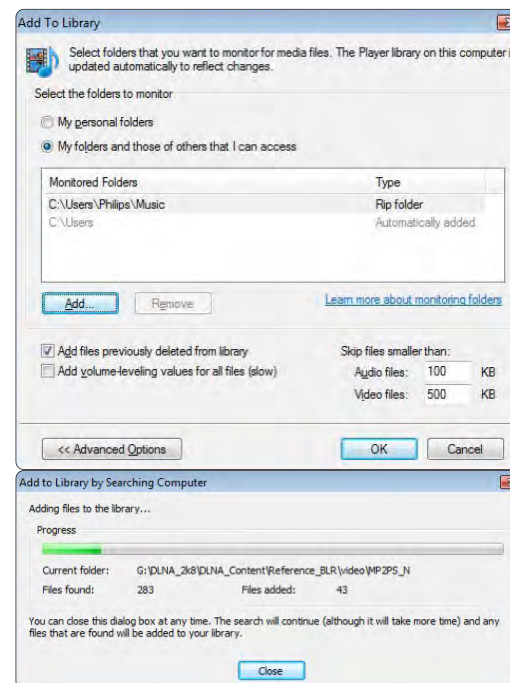 Add To Library
Select folders that you want to monitor for media files. The Player library on this computer
updated automatically to reflect changes.
Select the folders to monitor
My personal folders
My folders and those of others that I can access
Monitored Folders Type
C:\Users\Philips\Music Rip folder
C:\Users Automatically added
Add... Remove Learn more about monitoring folders
Add files previously deleted from library Skip files smaller than:
Add volume-leveling values for all files (slow) Audio files: 100 KB
Video files: 500 KB
<< Advanced Options OK Cancel
Add to Library by Searching Computer
Adding files to the library...
Progress
Current folder: G:\DLNA_2k8\DLNA_Content\Reference_BLR\video\MP2PS_N
Files found: 283 Files added: 43
You can close this dialog box at any time. The search will continue (although it will take more time) and any
files that are found will be added to your library.
Close